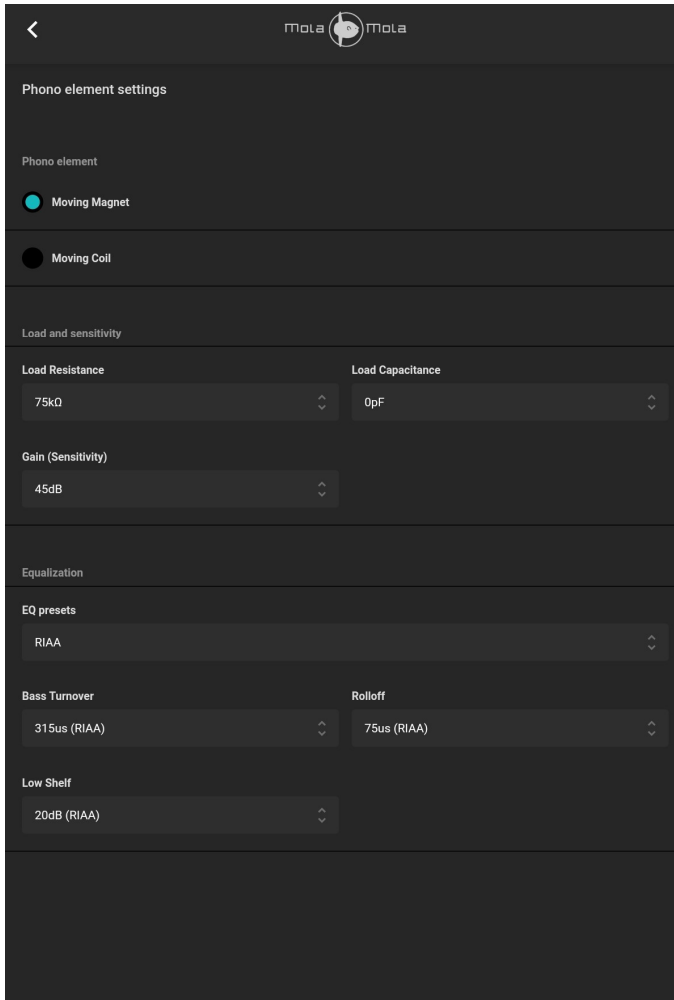 mola mola
Phono element settings
Phono element
Moving Magnet
Moving Coil
Load and sensitivity
Load Resistance Load Capacitance
75kΩ 0pF
Gain (Sensitivity)
45dB
Equalization
EQ presets
RIAA
Bass Turnover Rolloff
315us (RIAA) 75us (RIAA)
Low Shelf
20dB (RIAA)